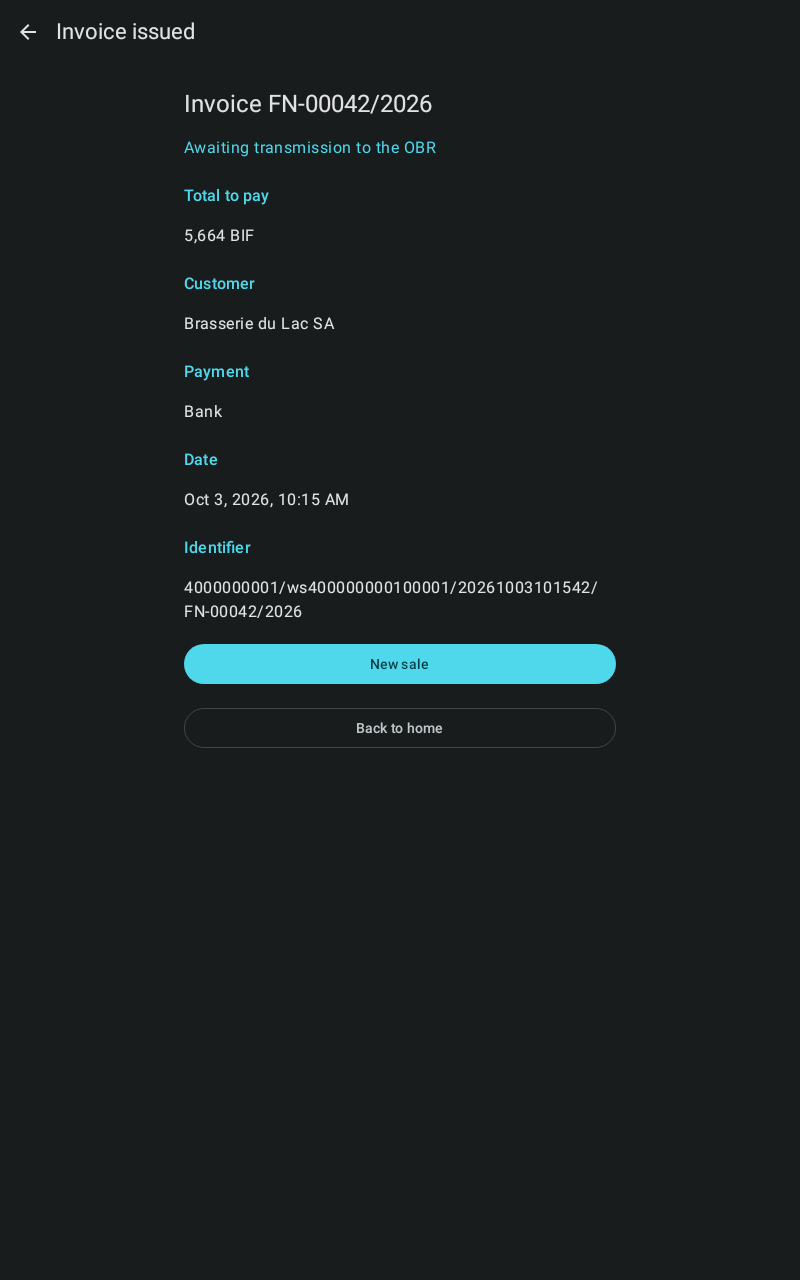 Invoice issued
Invoice FN-00042/2026
Awaiting transmission to the OBR
Total to pay
5,664 BIF
Customer
Brasserie du Lac SA
Payment
Bank
Date
Oct 3, 2026, 10:15 AM
Identifier
4000000001/ws400000000100001/20261003101542/
FN-00042/2026
New sale
Back to home